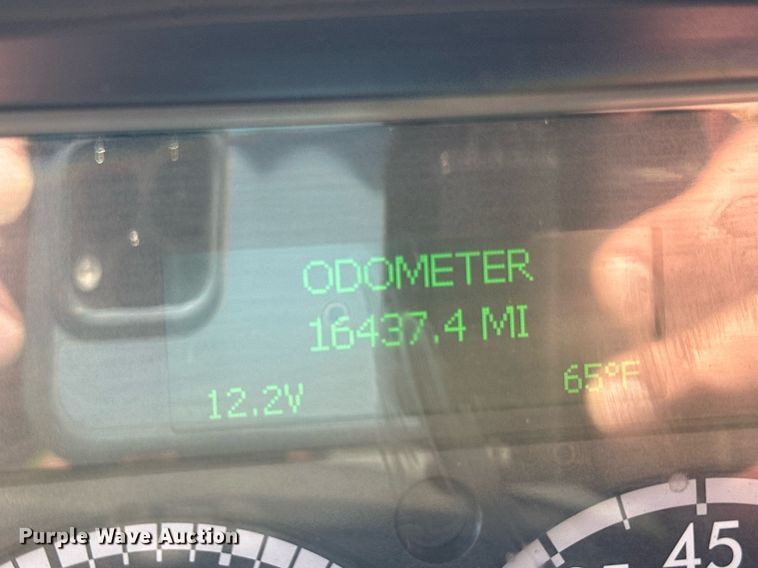 ODOMETER
16437.4 MI
12.2V
65°F
45
Purple Wave Auction